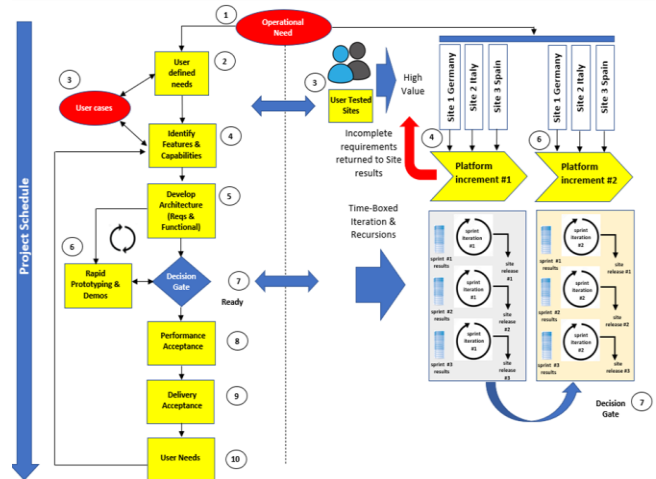 1
Operational
Need
2
User
defined
needs
3
User cases
4
Identify
Features &
Capabilities
5
Develop
Architecture
(Reqs &
Functional)
6
Rapid
Prototyping &
Demos
Decision
Gate
7
Ready
Performance
Acceptance
8
Delivery
Acceptance
9
User Needs
10
Project Schedule
3
User Tested
Sites
High
Value
Incomplete
requirements
returned to Site
results
Time-Boxed
Iteration &
Recursions
Site 1 Germany
Site 2 Italy
Site 3 Spain
Site 1 Germany
Site 2 Italy
Site 3 Spain
4
Platform
increment #1
6
Platform
increment #2
sprint #1
results
sprint
iteration
#1
site
release
#1
sprint #2
results
sprint
iteration
#1
site
release
#2
sprint #3
results
sprint
iteration
#1
site
release
#3
sprint #1
results
sprint
iteration
#2
site
release #1
sprint #2
results
sprint
iteration
#2
site
release #2
sprint #3
results
sprint
iteration
#2
site
release #3
Decision
Gate
7